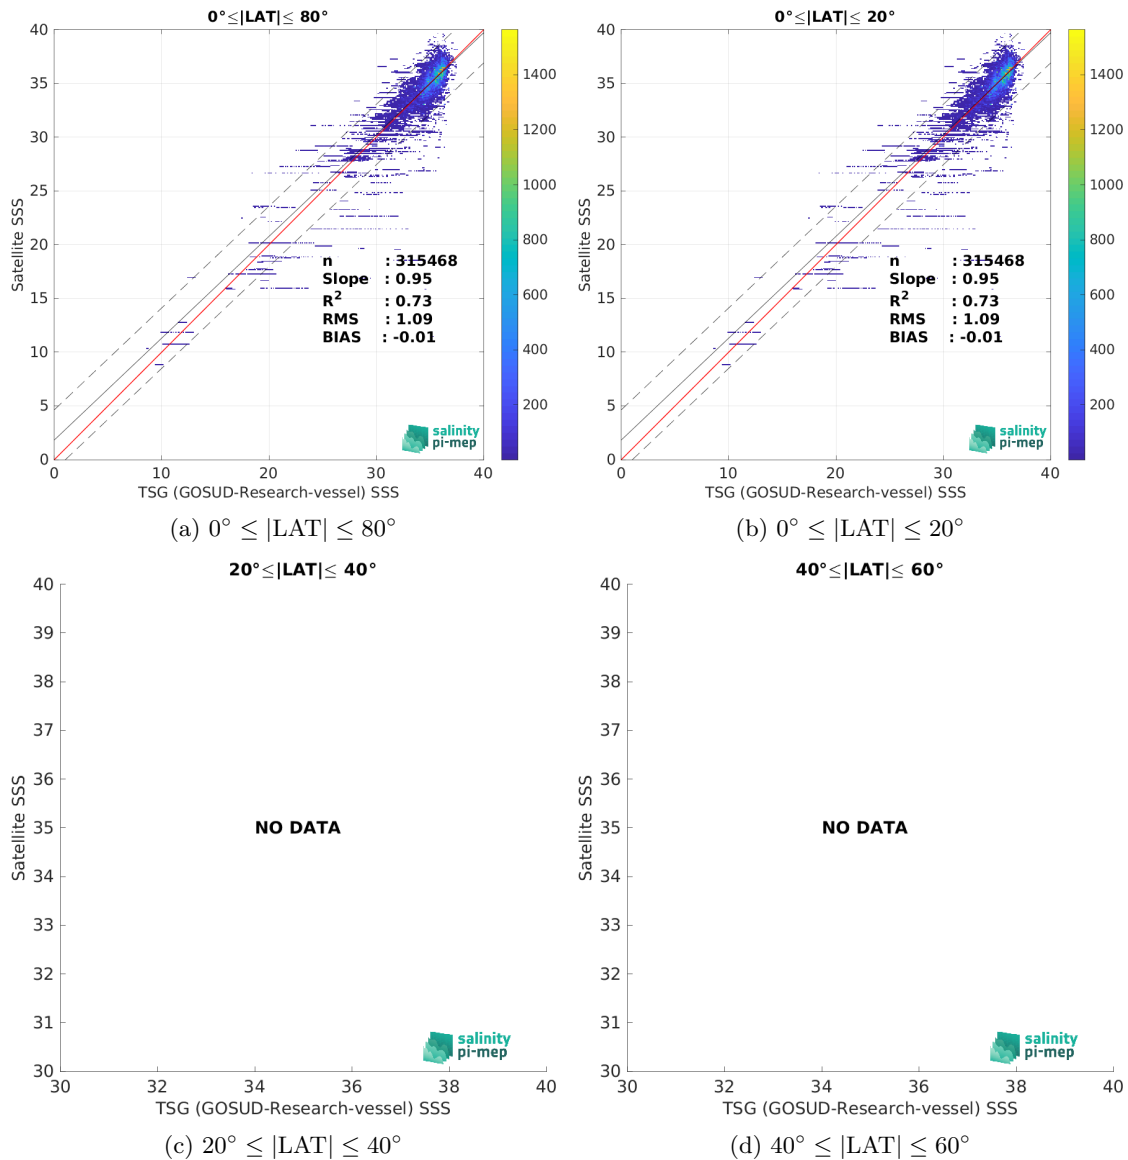 0°≤|LAT|≤ 80°
40
35
30
25
20
15
10
5
0
Satellite SSS
n : 315468
Slope : 0.95
R² : 0.73
RMS : 1.09
BIAS : -0.01
salinity
pi-mep
0 10 20 30 40
TSG (GOSUD-Research-vessel) SSS
1400
1200
1000
800
600
400
200
(a) 0° ≤ |LAT| ≤ 80°
0°≤|LAT|≤ 20°
40
35
30
25
20
15
10
5
0
Satellite SSS
n : 315468
Slope : 0.95
R² : 0.73
RMS : 1.09
BIAS : -0.01
salinity
pi-mep
0 10 20 30 40
TSG (GOSUD-Research-vessel) SSS
1400
1200
1000
800
600
400
200
(b) 0° ≤ |LAT| ≤ 20°
20°≤|LAT|≤ 40°
40
39
38
37
36
35
34
33
32
31
30
Satellite SSS
NO DATA
salinity
pi-mep
30 32 34 36 38 40
TSG (GOSUD-Research-vessel) SSS
(c) 20° ≤ |LAT| ≤ 40°
40°≤|LAT|≤ 60°
40
39
38
37
36
35
34
33
32
31
30
Satellite SSS
NO DATA
salinity
pi-mep
30 32 34 36 38 40
TSG (GOSUD-Research-vessel) SSS
(d) 40° ≤ |LAT| ≤ 60°